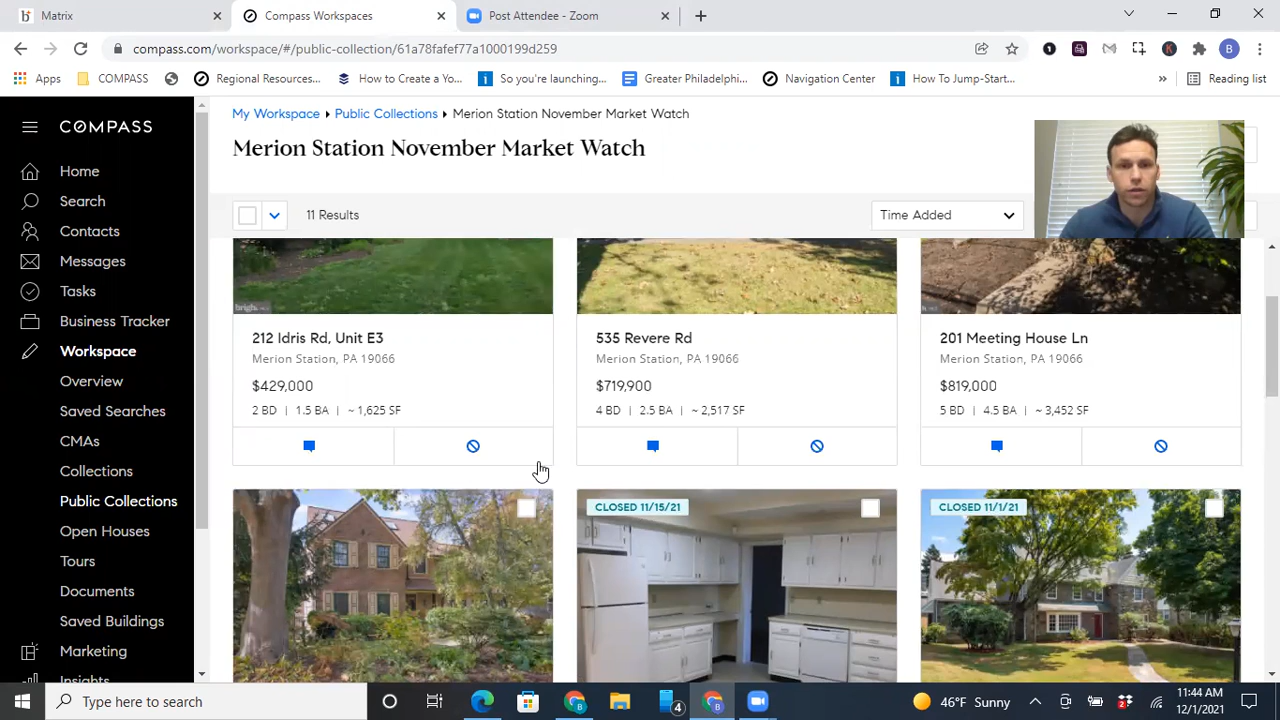 Matrix
Compass Workspaces
Post Attendee - Zoom
compass.com/workspace/#/public-collection/61a78fafef77a1000199d259
Apps
COMPASS
Regional Resources...
How to Create a Yo...
So you're launching...
Greater Philadelphi...
Navigation Center
How To Jump-Start...
Reading list
COMPASS
Home
Search
Contacts
Messages
Tasks
Business Tracker
Workspace
Overview
Saved Searches
CMAs
Collections
Public Collections
Open Houses
Tours
Documents
Saved Buildings
Marketing
Insights
My Workspace
Public Collections
Merion Station November Market Watch
Merion Station November Market Watch
11 Results
Time Added
212 Idris Rd, Unit E3
Merion Station, PA 19066
$429,000
2 BD | 1.5 BA | ~ 1,625 SF
535 Revere Rd
Merion Station, PA 19066
$719,900
4 BD | 2.5 BA | ~ 2,517 SF
201 Meeting House Ln
Merion Station, PA 19066
$819,000
5 BD | 4.5 BA | ~ 3,452 SF
CLOSED 11/15/21
CLOSED 11/1/21
Type here to search
4
2
46°F Sunny
11:44 AM
12/1/2021